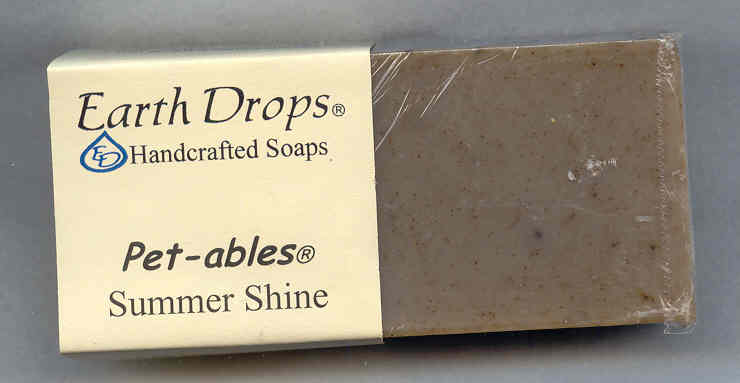 Earth Drops®
ED Handcrafted Soaps
Pet-ables®
Summer Shine